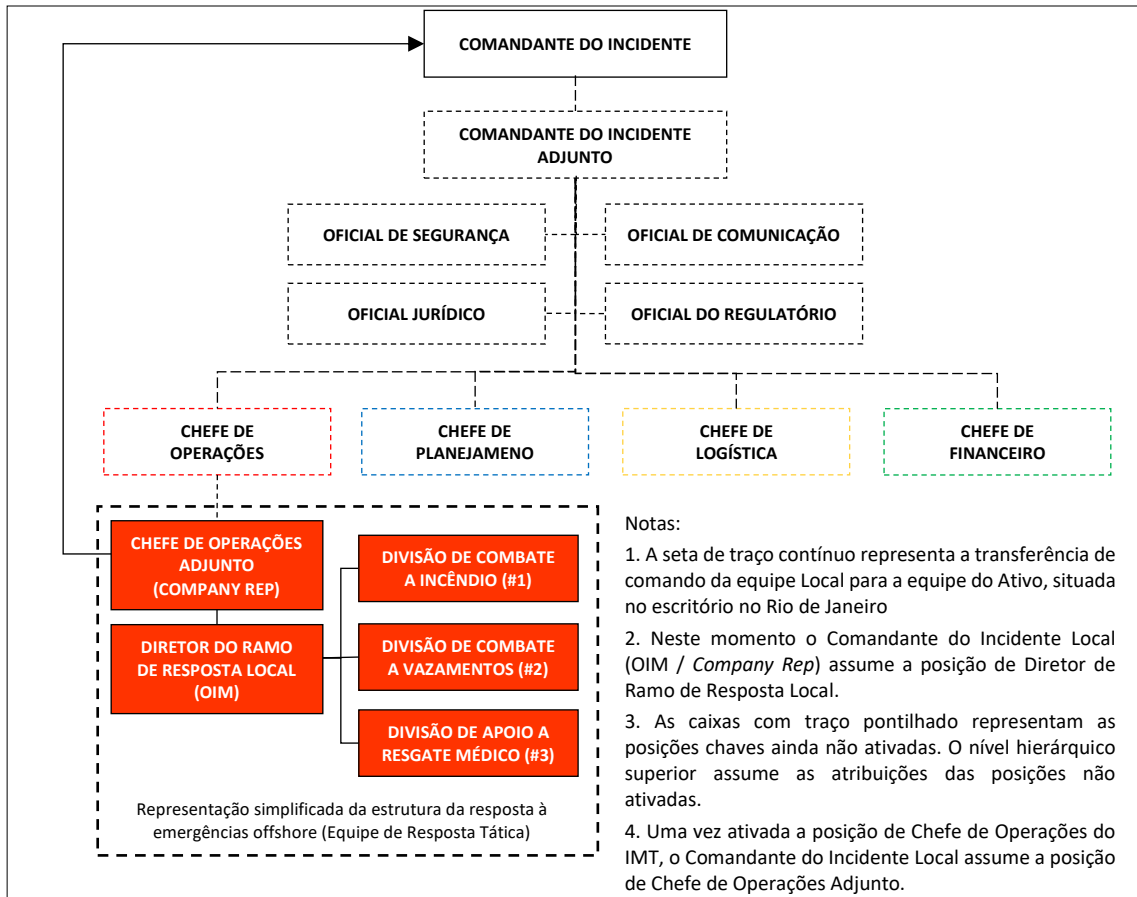 COMANDANTE DO INCIDENTE
COMANDANTE DO INCIDENTE
ADJUNTO
OFICIAL DE SEGURANÇA
OFICIAL DE COMUNICAÇÃO
OFICIAL JURÍDICO
OFICIAL DO REGULATÓRIO
CHEFE DE
OPERAÇÕES
CHEFE DE
PLANEJAMENO
CHEFE DE
LOGÍSTICA
CHEFE DE
FINANCEIRO
CHEFE DE OPERAÇÕES
ADJUNTO
(COMPANY REP)
DIRETOR DO RAMO
DE RESPOSTA LOCAL
(OIM)
DIVISÃO DE COMBATE
A INCÊNDIO (#1)
DIVISÃO DE COMBATE
A VAZAMENTOS (#2)
DIVISÃO DE APOIO A
RESGATE MÉDICO (#3)
Representação simplificada da estrutura da resposta à
emergências offshore (Equipe de Resposta Tática)
Notas:
1. A seta de traço contínuo representa a transferência de
comando da equipe Local para a equipe do Ativo, situada
no escritório no Rio de Janeiro
2. Neste momento o Comandante do Incidente Local
(OIM / Company Rep) assume a posição de Diretor de
Ramo de Resposta Local.
3. As caixas com traço pontilhado representam as
posições chaves ainda não ativadas. O nível hierárquico
superior assume as atribuições das posições não
ativadas.
4. Uma vez ativada a posição de Chefe de Operações do
IMT, o Comandante do Incidente Local assume a posição
de Chefe de Operações Adjunto.